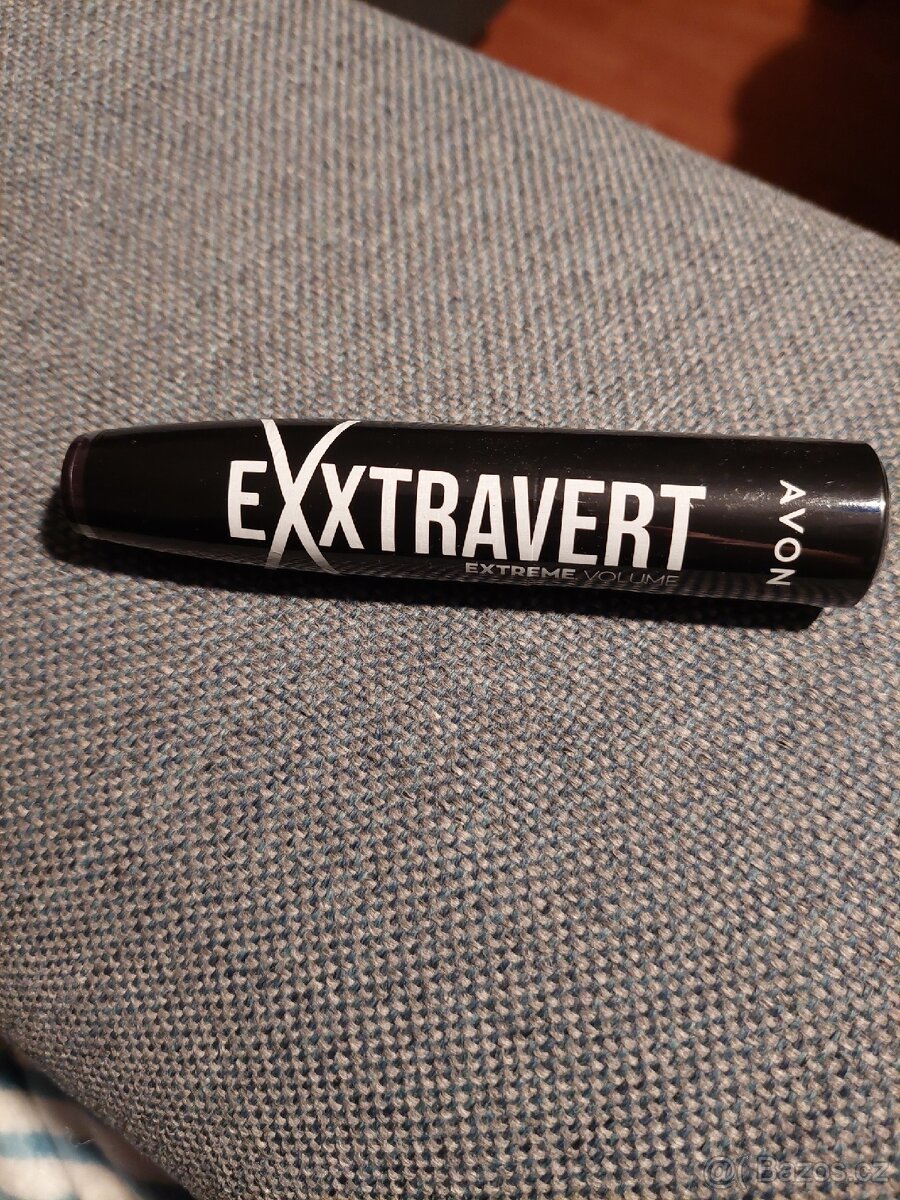 EXXTRAVERT
EXTREME VOLUME
AVON
@ Bazos.cz